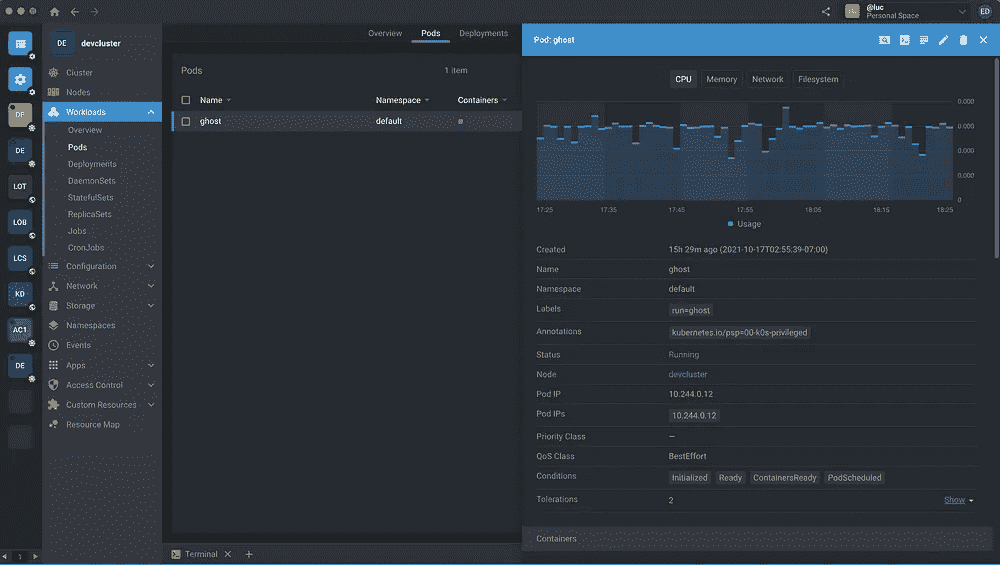 @luc
Personal Space
ED
DE
devcluster
Cluster
Nodes
Workloads
Overview
Pods
Deployments
DaemonSets
StatefulSets
ReplicaSets
Jobs
CronJobs
Configuration
Network
Storage
Namespaces
Events
Apps
Access Control
Custom Resources
Resource Map
DE
DE
LOT
LOB
LCS
KD
AC1
DE
1
Overview Pods Deployments
Pods 1 item
Name Namespace Containers
ghost default
Terminal
Pod: ghost
CPU Memory Network Filesystem
0.000
0.000
0.000
0.000
0
17:25 17:35 17:45 17:55 18:05 18:15 18:25
Usage
Created 15h 29m ago (2021-10-17T02:55:39-07:00)
Name ghost
Namespace default
Labels run=ghost
Annotations kubernetes.io/psp=00-k0s-privileged
Status Running
Node devcluster
Pod IP 10.244.0.12
Pod IPs 10.244.0.12
Priority Class —
QoS Class BestEffort
Conditions Initialized Ready ContainersReady PodScheduled
Tolerations 2 Show
Containers